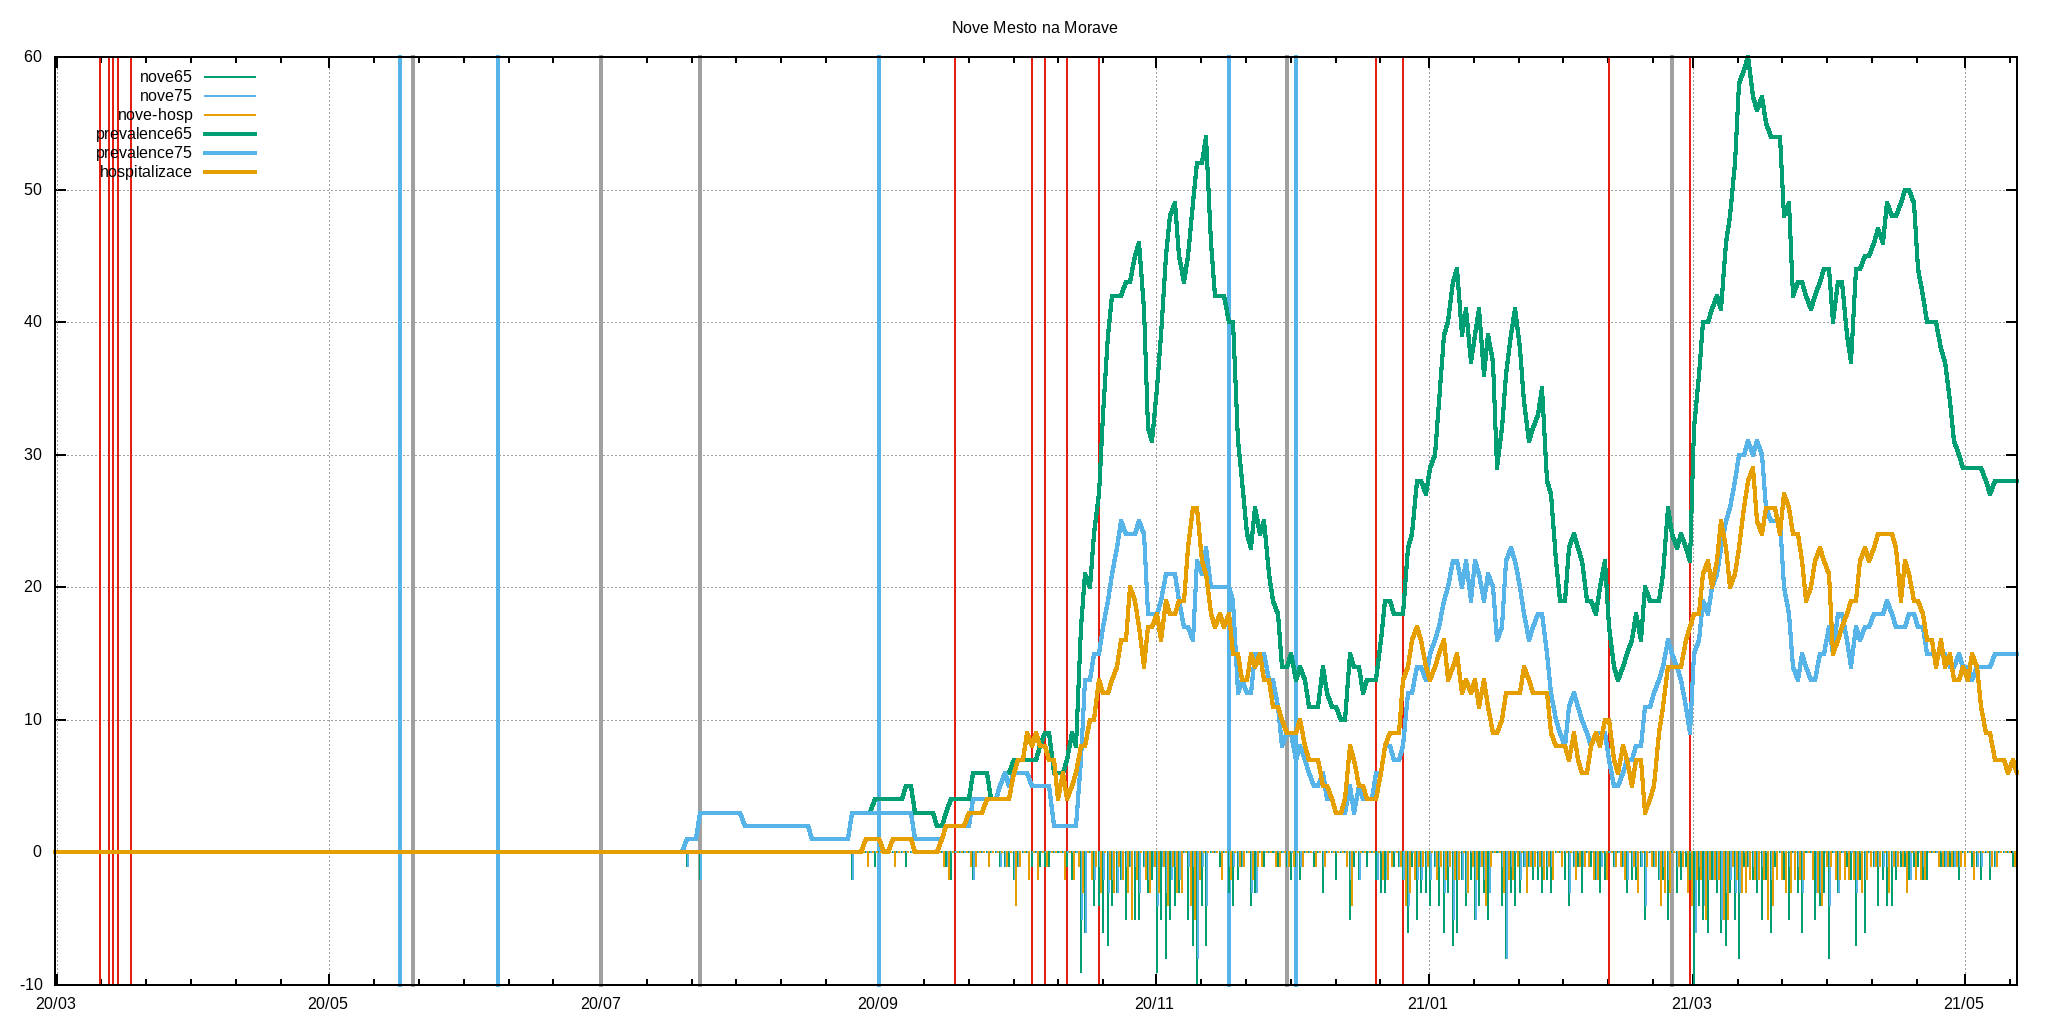 Nove Mesto na Morave
60
50
40
30
20
10
0
-10
nove65
nove75
nove-hosp
prevalence65
prevalence75
hospitalizace
20/03 20/05 20/07 20/09 20/11 21/01 21/03 21/05